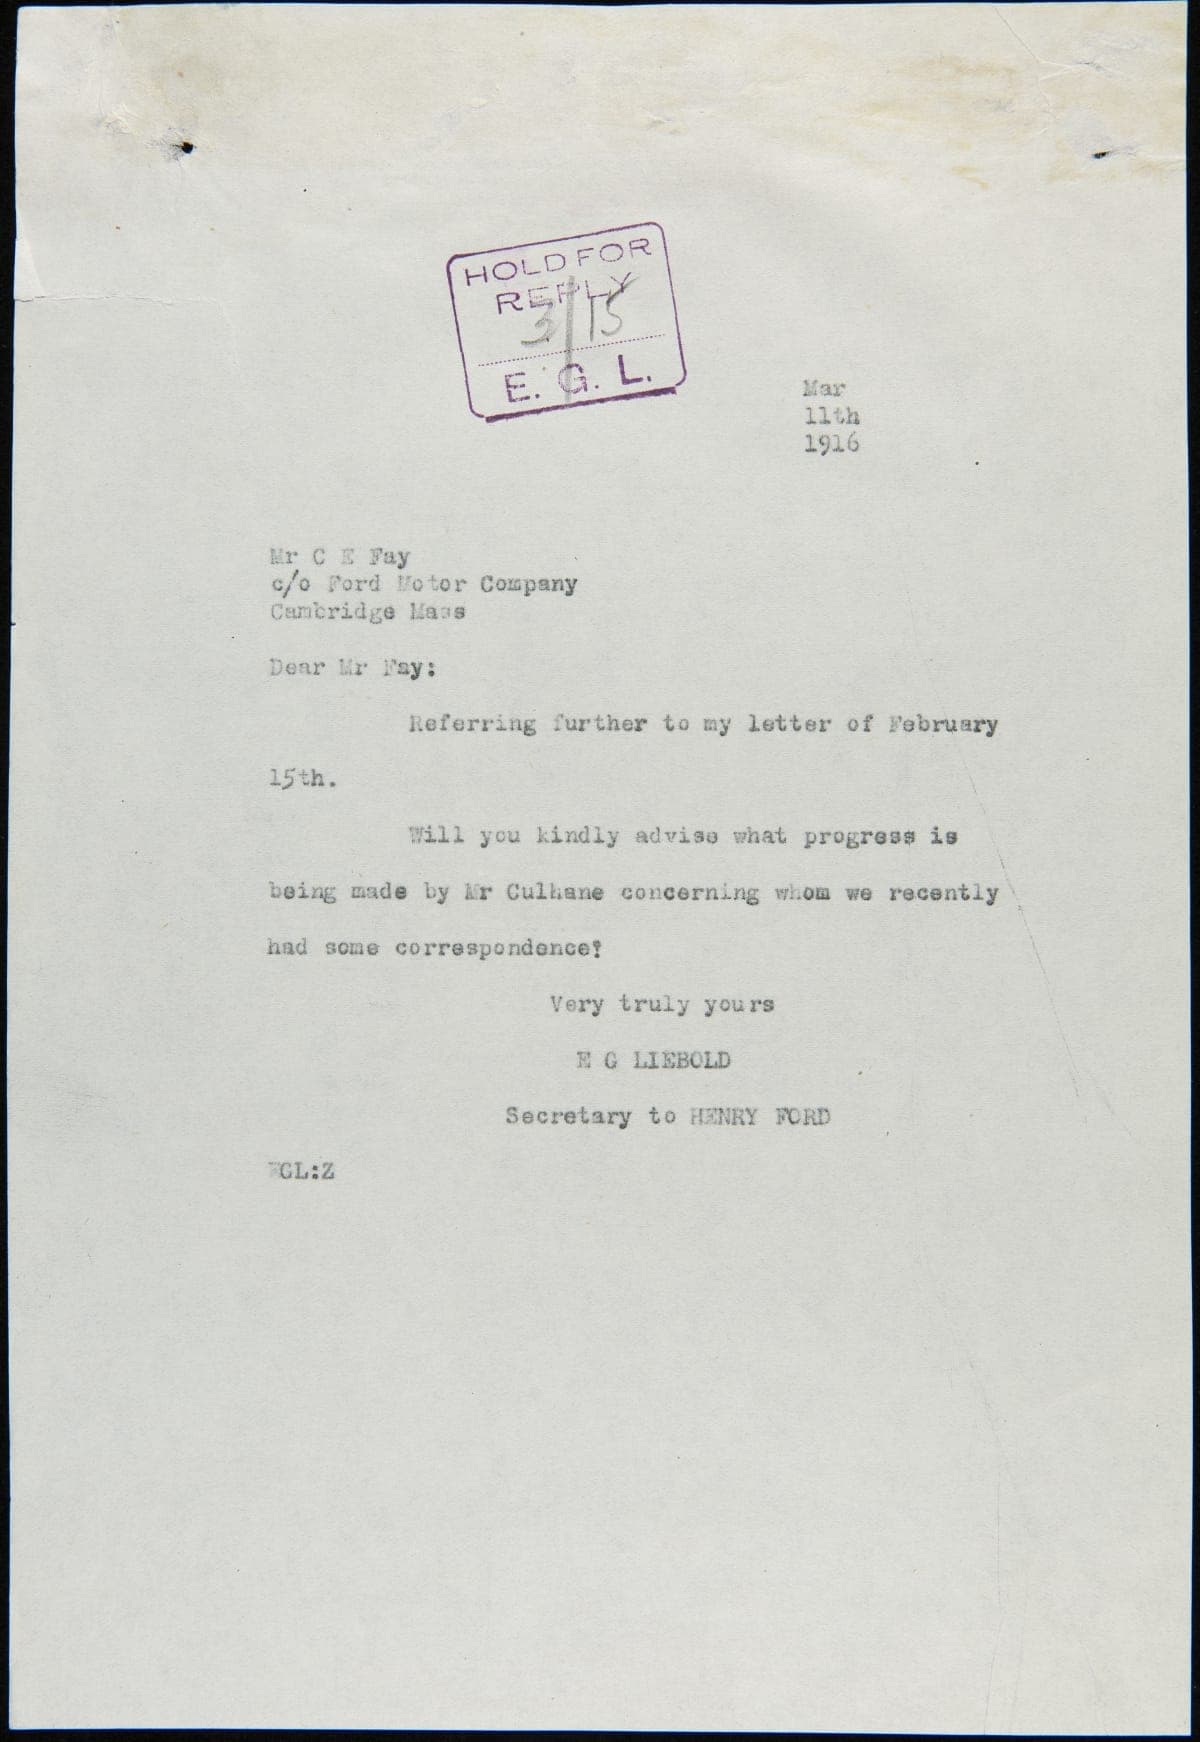 HOLD FOR
REPLY
3/15
E. G. L.
Mar
11th
1916
Mr C E Fay
c/o Ford Motor Company
Cambridge Mass
Dear Mr Fay:
Referring further to my letter of February
15th.
Will you kindly advise what progress is
being made by Mr Culhane concerning whom we recently
had some correspondence?
Very truly yours
E G LIEBOLD
Secretary to HENRY FORD
EGL:Z